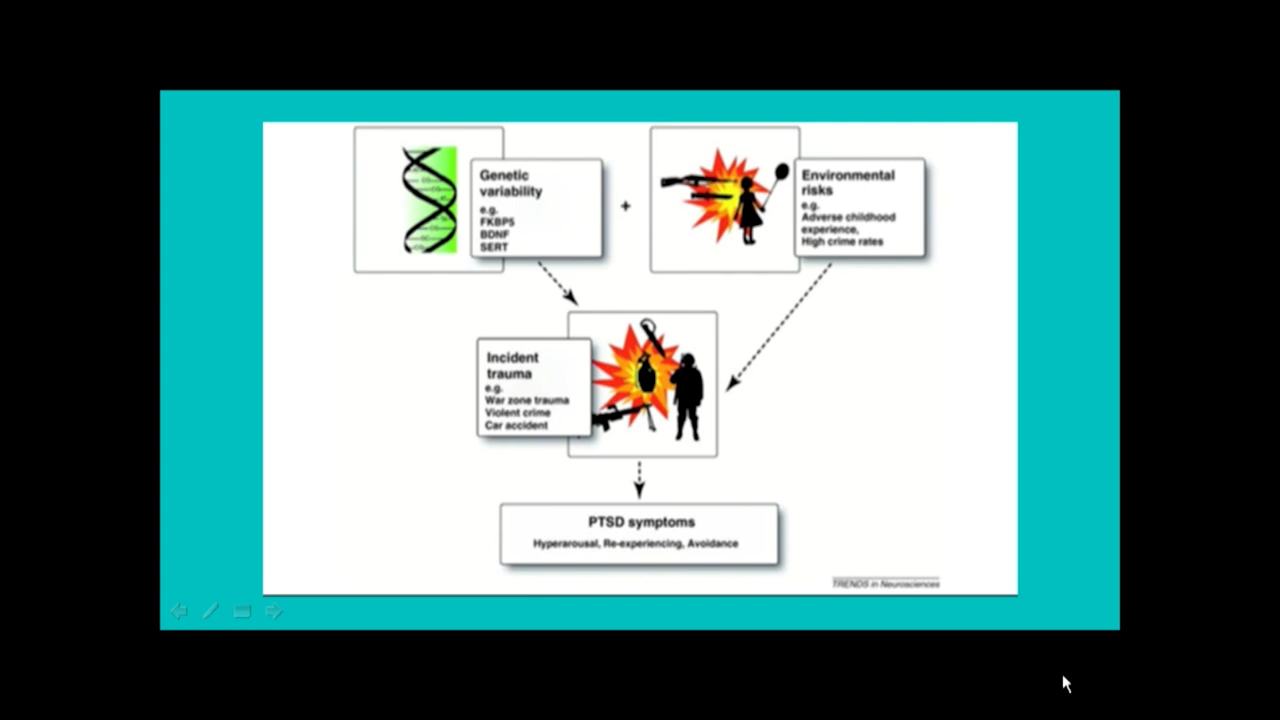 Genetic
variability
e.g.
FKBP5
BDNF
SERT
+
Environmental
risks
e.g.
Adverse childhood
experience,
High crime rates
Incident
trauma
e.g.
War zone trauma
Violent crime
Car accident
PTSD symptoms
Hyperarousal, Re-experiencing, Avoidance
TRENDS in Neurosciences